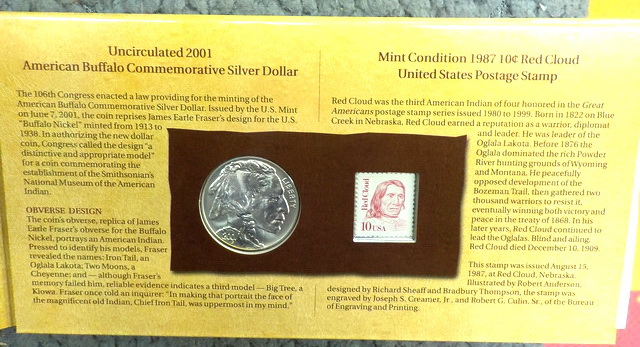 Uncirculated 2001
American Buffalo Commemorative Silver Dollar
The 106th Congress enacted a law providing for the minting of the
American Buffalo Commemorative Silver Dollar. Issued by the U.S. Mint
on June 7, 2001, the coin reprises James Earle Fraser's design for the U.S.
"Buffalo Nickel" minted from 1913 to
1938. In authorizing the new dollar
coin, Congress called the design "a
distinctive and appropriate model"
for a coin commemorating the
establishment of the Smithsonian's
National Museum of the American
Indian.
OBVERSE DESIGN
The coin's obverse, replica of James
Earle Fraser's obverse for the Buffalo
Nickel, portrays an American Indian.
Pressed to identify his models, Fraser
revealed the names: Iron Tail, an
Oglala Lakota; Two Moons, a
Cheyenne; and — although Fraser's
memory failed him, reliable evidence indicates a third model — Big Tree, a
Kiowa. Fraser once told an inquirer: "In making that portrait the face of
the magnificent old Indian, Chief Iron Tail, was uppermost in my mind."
LIBERTY
2001
Mint Condition 1987 10¢ Red Cloud
United States Postage Stamp
Red Cloud was the third American Indian of four honored in the Great
Americans postage stamp series issued 1980 to 1999. Born in 1822 on Blue
Creek in Nebraska, Red Cloud earned a reputation as a warrior, diplomat
and leader. He was leader of the
Oglala Lakota. Before 1876 the
Oglala dominated the rich Powder
River hunting grounds of Wyoming
and Montana. He peacefully
opposed development of the
Bozeman Trail, then gathered two
thousand warriors to resist it,
eventually winning both victory and
peace in the treaty of 1868. In his
later years, Red Cloud continued to
lead the Oglalas. Blind and ailing,
Red Cloud died December 10, 1909.
This stamp was issued August 15,
1987, at Red Cloud, Nebraska.
Illustrated by Robert Anderson,
designed by Richard Sheaff and Bradbury Thompson, the stamp was
engraved by Joseph S. Creamer, Jr., and Robert G. Culin, Sr., of the Bureau
of Engraving and Printing.
Red Cloud
10 USA